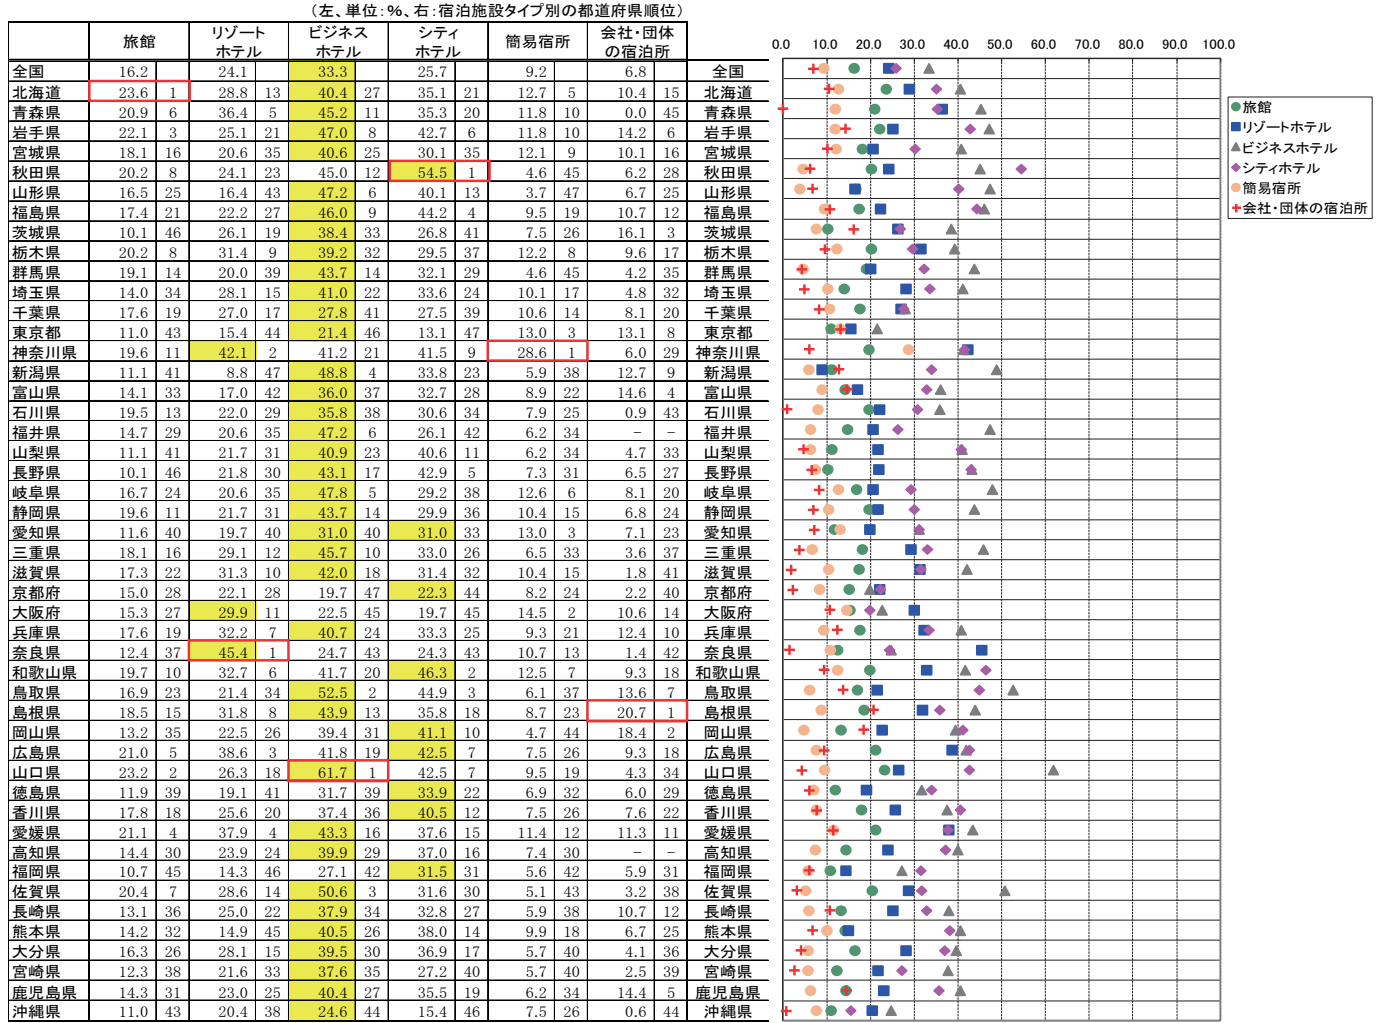 (左、単位:％、右:宿泊施設タイプ別の都道府県順位)
旅館 リゾートホテル ビジネスホテル シティホテル 簡易宿所 会社・団体の宿泊所
0.0 10.0 20.0 30.0 40.0 50.0 60.0 70.0 80.0 90.0 100.0
全国 16.2 24.1 33.3 25.7 9.2 6.8 全国
北海道 23.6 1 28.8 13 40.4 27 35.1 21 12.7 5 10.4 15 北海道
青森県 20.9 6 36.4 5 45.2 11 35.3 20 11.8 10 0.0 45 青森県
岩手県 22.1 3 25.1 21 47.0 8 42.7 6 11.8 10 14.2 6 岩手県
宮城県 18.1 16 20.6 35 40.6 25 30.1 35 12.1 9 10.1 16 宮城県
秋田県 20.2 8 24.1 23 45.0 12 54.5 1 4.6 45 6.2 28 秋田県
山形県 16.5 25 16.4 43 47.2 6 40.1 13 3.7 47 6.7 25 山形県
福島県 17.4 21 22.2 27 46.0 9 44.2 4 9.5 19 10.7 12 福島県
茨城県 10.1 46 26.1 19 38.4 33 26.8 41 7.5 26 16.1 3 茨城県
栃木県 20.2 8 31.4 9 39.2 32 29.5 37 12.2 8 9.6 17 栃木県
群馬県 19.1 14 20.0 39 43.7 14 32.1 29 4.6 45 4.2 35 群馬県
埼玉県 14.0 34 28.1 15 41.0 22 33.6 24 10.1 17 4.8 32 埼玉県
千葉県 17.6 19 27.0 17 27.8 41 27.5 39 10.6 14 8.1 20 千葉県
東京都 11.0 43 15.4 44 21.4 46 13.1 47 13.0 3 13.1 8 東京都
神奈川県 19.6 11 42.1 2 41.2 21 41.5 9 28.6 1 6.0 29 神奈川県
新潟県 11.1 41 8.8 47 48.8 4 33.8 23 5.9 38 12.7 9 新潟県
富山県 14.1 33 17.0 42 36.0 37 32.7 28 8.9 22 14.6 4 富山県
石川県 19.5 13 22.0 29 35.8 38 30.6 34 7.9 25 0.9 43 石川県
福井県 14.7 29 20.6 35 47.2 6 26.1 42 6.2 34 － － 福井県
山梨県 11.1 41 21.7 31 40.9 23 40.6 11 6.2 34 4.7 33 山梨県
長野県 10.1 46 21.8 30 43.1 17 42.9 5 7.3 31 6.5 27 長野県
岐阜県 16.7 24 20.6 35 47.8 5 29.2 38 12.6 6 8.1 20 岐阜県
静岡県 19.6 11 21.7 31 43.7 14 29.9 36 10.4 15 6.8 24 静岡県
愛知県 11.6 40 19.7 40 31.0 40 31.0 33 13.0 3 7.1 23 愛知県
三重県 18.1 16 29.1 12 45.7 10 33.0 26 6.5 33 3.6 37 三重県
滋賀県 17.3 22 31.3 10 42.0 18 31.4 32 10.4 15 1.8 41 滋賀県
京都府 15.0 28 22.1 28 19.7 47 22.3 44 8.2 24 2.2 40 京都府
大阪府 15.3 27 29.9 11 22.5 45 19.7 45 14.5 2 10.6 14 大阪府
兵庫県 17.6 19 32.2 7 40.7 24 33.3 25 9.3 21 12.4 10 兵庫県
奈良県 12.4 37 45.4 1 24.7 43 24.3 43 10.7 13 1.4 42 奈良県
和歌山県 19.7 10 32.7 6 41.7 20 46.3 2 12.5 7 9.3 18 和歌山県
鳥取県 16.9 23 21.4 34 52.5 2 44.9 3 6.1 37 13.6 7 鳥取県
島根県 18.5 15 31.8 8 43.9 13 35.8 18 8.7 23 20.7 1 島根県
岡山県 13.2 35 22.5 26 39.4 31 41.1 10 4.7 44 18.4 2 岡山県
広島県 21.0 5 38.6 3 41.8 19 42.5 7 7.5 26 9.3 18 広島県
山口県 23.2 2 26.3 18 61.7 1 42.5 7 9.5 19 4.3 34 山口県
徳島県 11.9 39 19.1 41 31.7 39 33.9 22 6.9 32 6.0 29 徳島県
香川県 17.8 18 25.6 20 37.4 36 40.5 12 7.5 26 7.6 22 香川県
愛媛県 21.1 4 37.9 4 43.3 16 37.6 15 11.4 12 11.3 11 愛媛県
高知県 14.4 30 23.9 24 39.9 29 37.0 16 7.4 30 － － 高知県
福岡県 10.7 45 14.3 46 27.1 42 31.5 31 5.6 42 5.9 31 福岡県
佐賀県 20.4 7 28.6 14 50.6 3 31.6 30 5.1 43 3.2 38 佐賀県
長崎県 13.1 36 25.0 22 37.9 34 32.8 27 5.9 38 10.7 12 長崎県
熊本県 14.2 32 14.9 45 40.5 26 38.0 14 9.9 18 6.7 25 熊本県
大分県 16.3 26 28.1 15 39.5 30 36.9 17 5.7 40 4.1 36 大分県
宮崎県 12.3 38 21.6 33 37.6 35 27.2 40 5.7 40 2.5 39 宮崎県
鹿児島県 14.3 31 23.0 25 40.4 27 35.5 19 6.2 34 14.4 5 鹿児島県
沖縄県 11.0 43 20.4 38 24.6 44 15.4 46 7.5 26 0.6 44 沖縄県
旅館
リゾートホテル
ビジネスホテル
シティホテル
簡易宿所
会社・団体の宿泊所